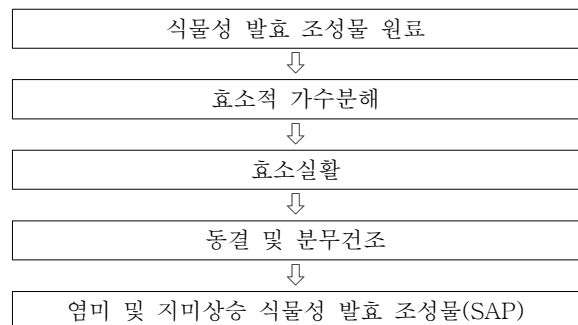 식물성 발효 조성물 원료
효소적 가수분해
효소실활
동결 및 분무건조
염미 및 지미상승 식물성 발효 조성물(SAP)